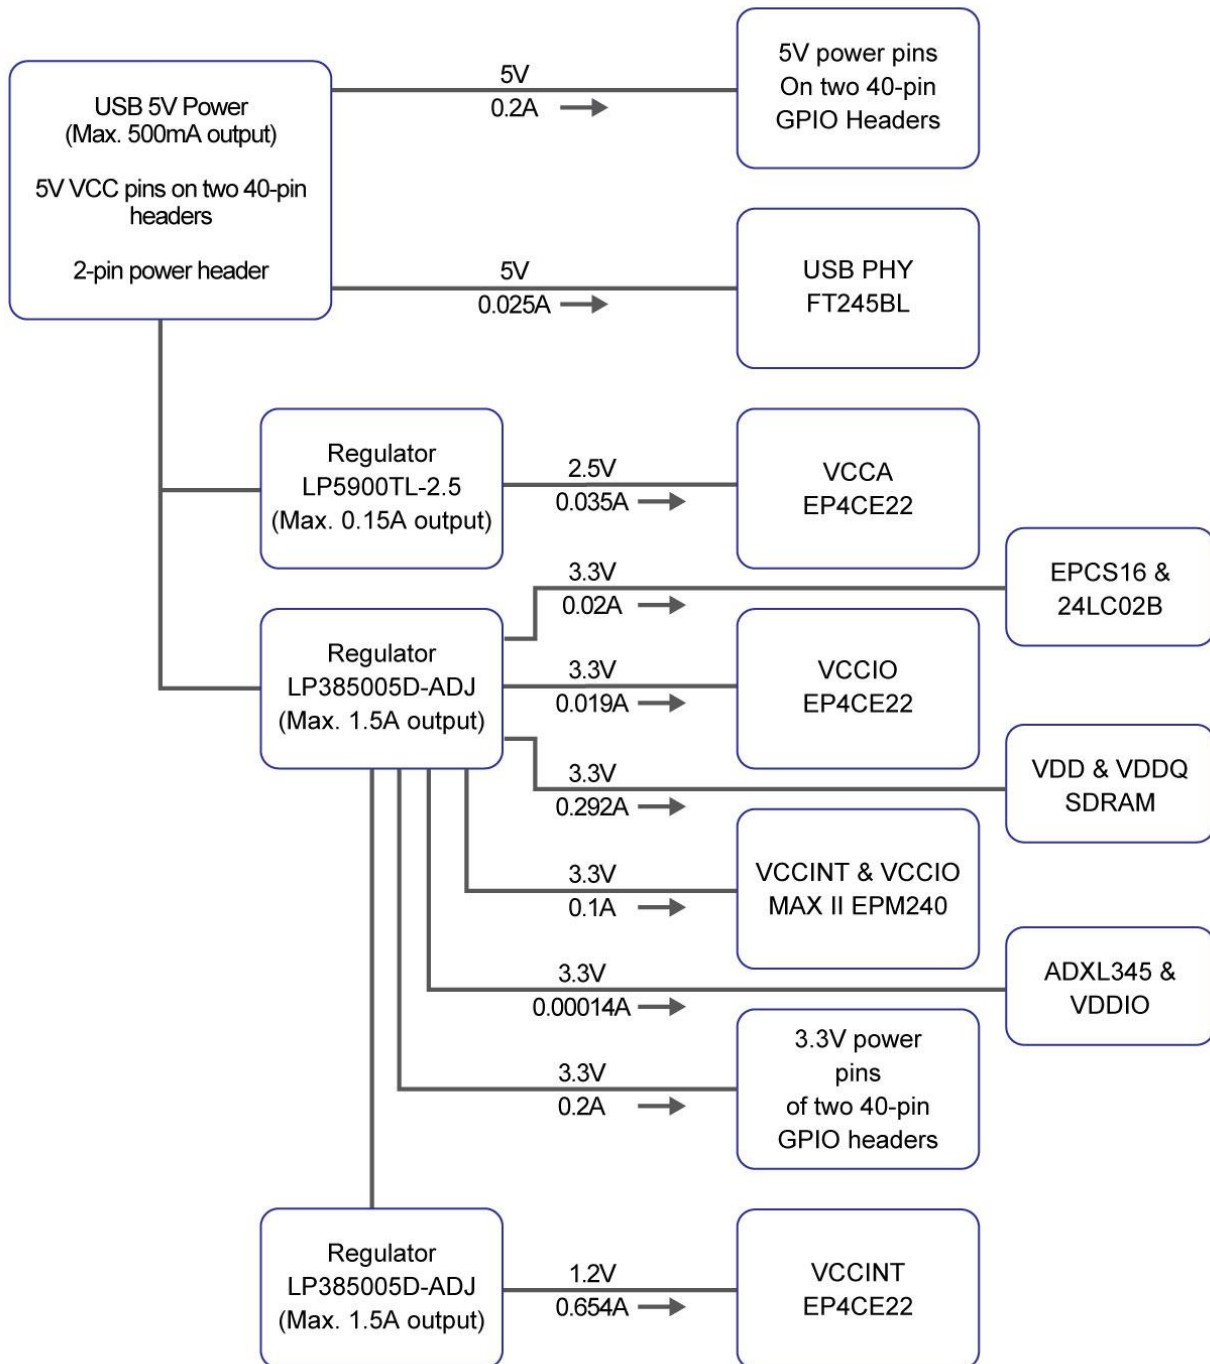 USB 5V Power
(Max. 500mA output)
5V VCC pins on two 40-pin
headers
2-pin power header
5V
0.2A
5V power pins
On two 40-pin
GPIO Headers
5V
0.025A
USB PHY
FT245BL
Regulator
LP5900TL-2.5
(Max. 0.15A output)
2.5V
0.035A
VCCA
EP4CE22
3.3V
0.02A
EPCS16 &
24LC02B
Regulator
LP385005D-ADJ
(Max. 1.5A output)
3.3V
0.019A
VCCIO
EP4CE22
3.3V
0.292A
VDD & VDDQ
SDRAM
3.3V
0.1A
VCCINT & VCCIO
MAX II EPM240
3.3V
0.00014A
ADXL345 &
VDDIO
3.3V
0.2A
3.3V power
pins
of two 40-pin
GPIO headers
Regulator
LP385005D-ADJ
(Max. 1.5A output)
1.2V
0.654A
VCCINT
EP4CE22